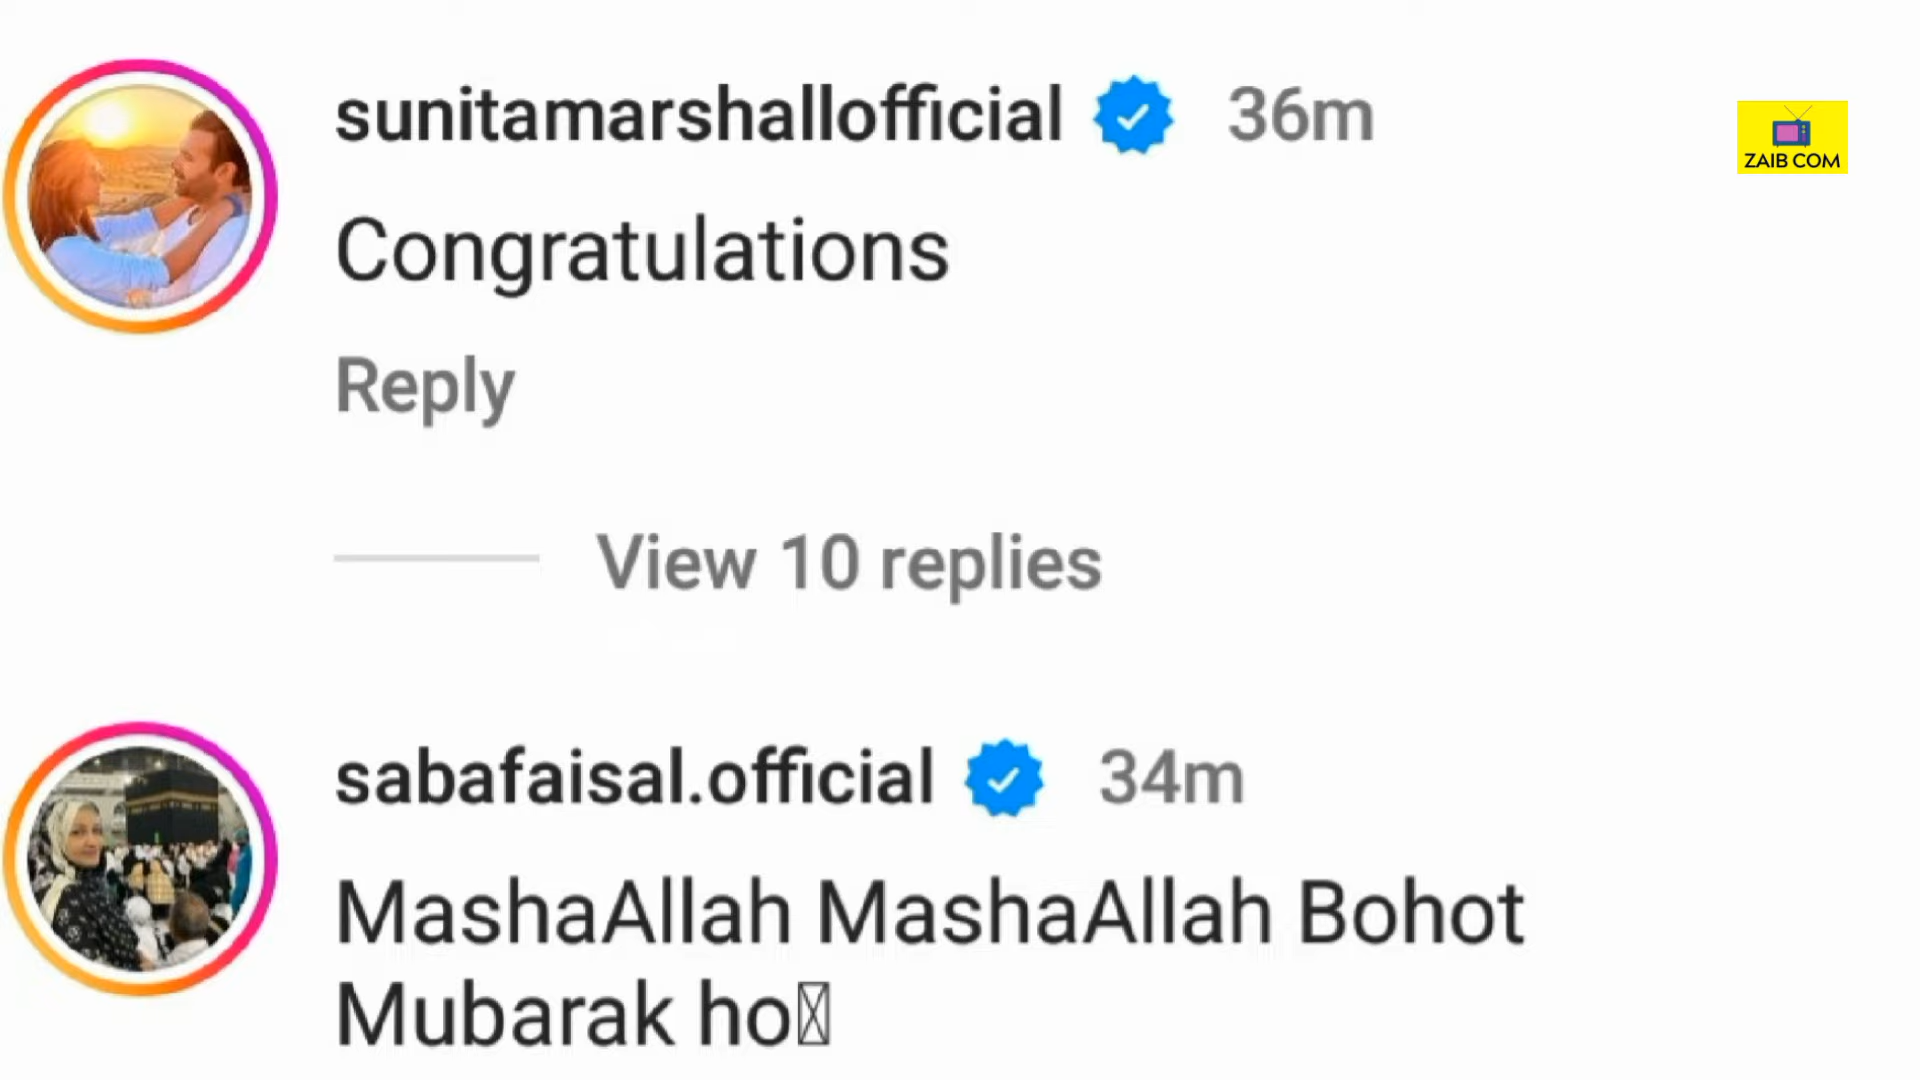 sunitamarshallofficial 36m
ZAIB COM
Congratulations
Reply
View 10 replies
sabafaisal.official 34m
MashaAllah MashaAllah Bohot
Mubarak ho